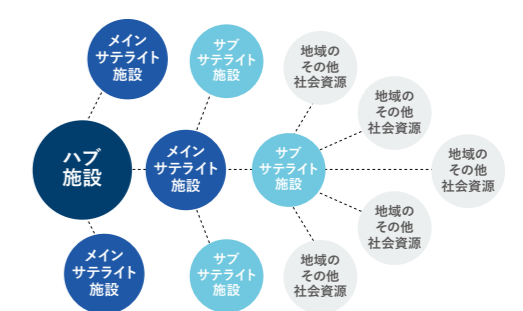 メイン
サテライト
施設
サブ
サテライト
施設
地域の
その他
社会資源
地域の
その他
社会資源
ハブ
施設
メイン
サテライト
施設
サブ
サテライト
施設
地域の
その他
社会資源
地域の
その他
社会資源
メイン
サテライト
施設
サブ
サテライト
施設
地域の
その他
社会資源